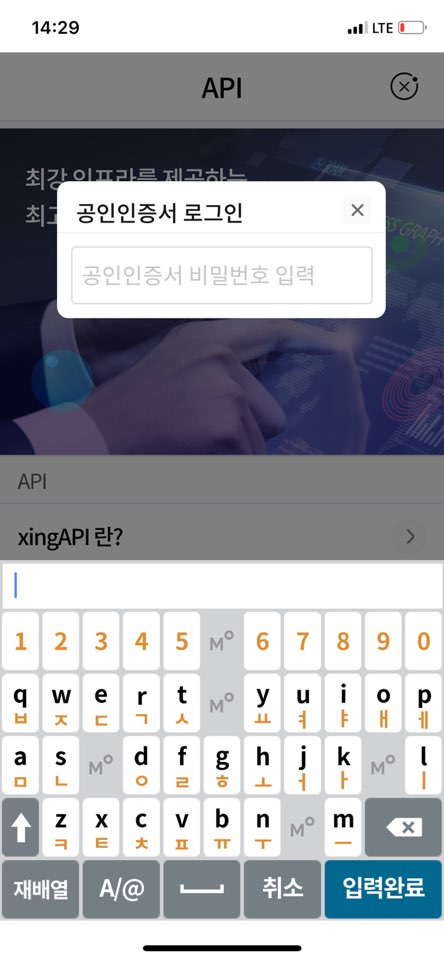 14:29
LTE
API
최강 인프라를 제공하는
최고
공인인증서 로그인
공인인증서 비밀번호 입력
API
xingAPI 란?
1 2 3 4 5 M 6 7 8 9 0
q w e r t M y u i o p
ㅂ ㅈ ㄷ ㄱ ㅅ ㅛ ㅕ ㅑ ㅐ ㅔ
a s M d f g h j k M l
ㅁ ㄴ ㅇ ㄹ ㅎ ㅗ ㅓ ㅏ ㅣ
z x c v b n M m
ㅋ ㅌ ㅊ ㅍ ㅠ ㅜ ㅡ
재배열 A/@ 취소 입력완료